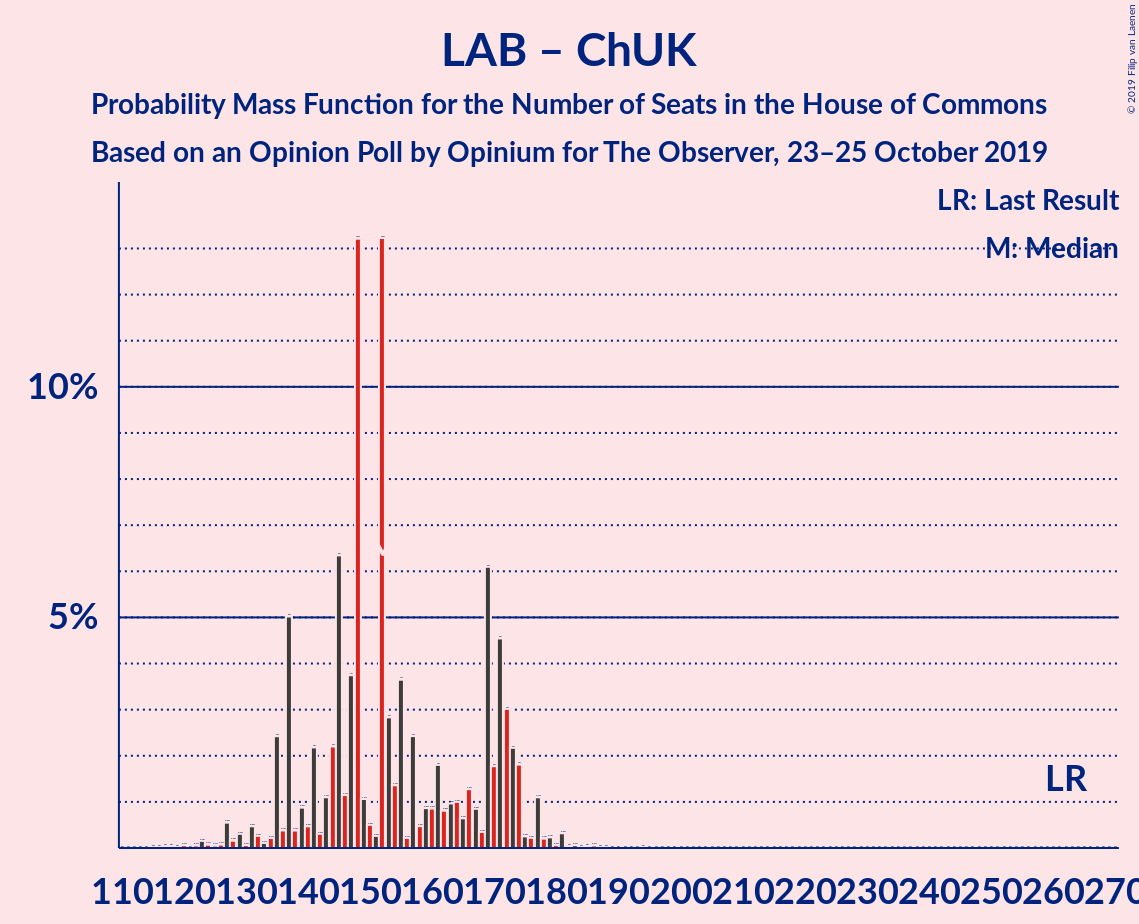 LAB – ChUK
Probability Mass Function for the Number of Seats in the House of Commons
Based on an Opinion Poll by Opinium for The Observer, 23–25 October 2019
© 2019 Filip van Laenen
LR: Last Result
M: Median
10%
5%
LR
110 120 130 140 150 160 170 180 190 200 210 220 230 240 250 260 270